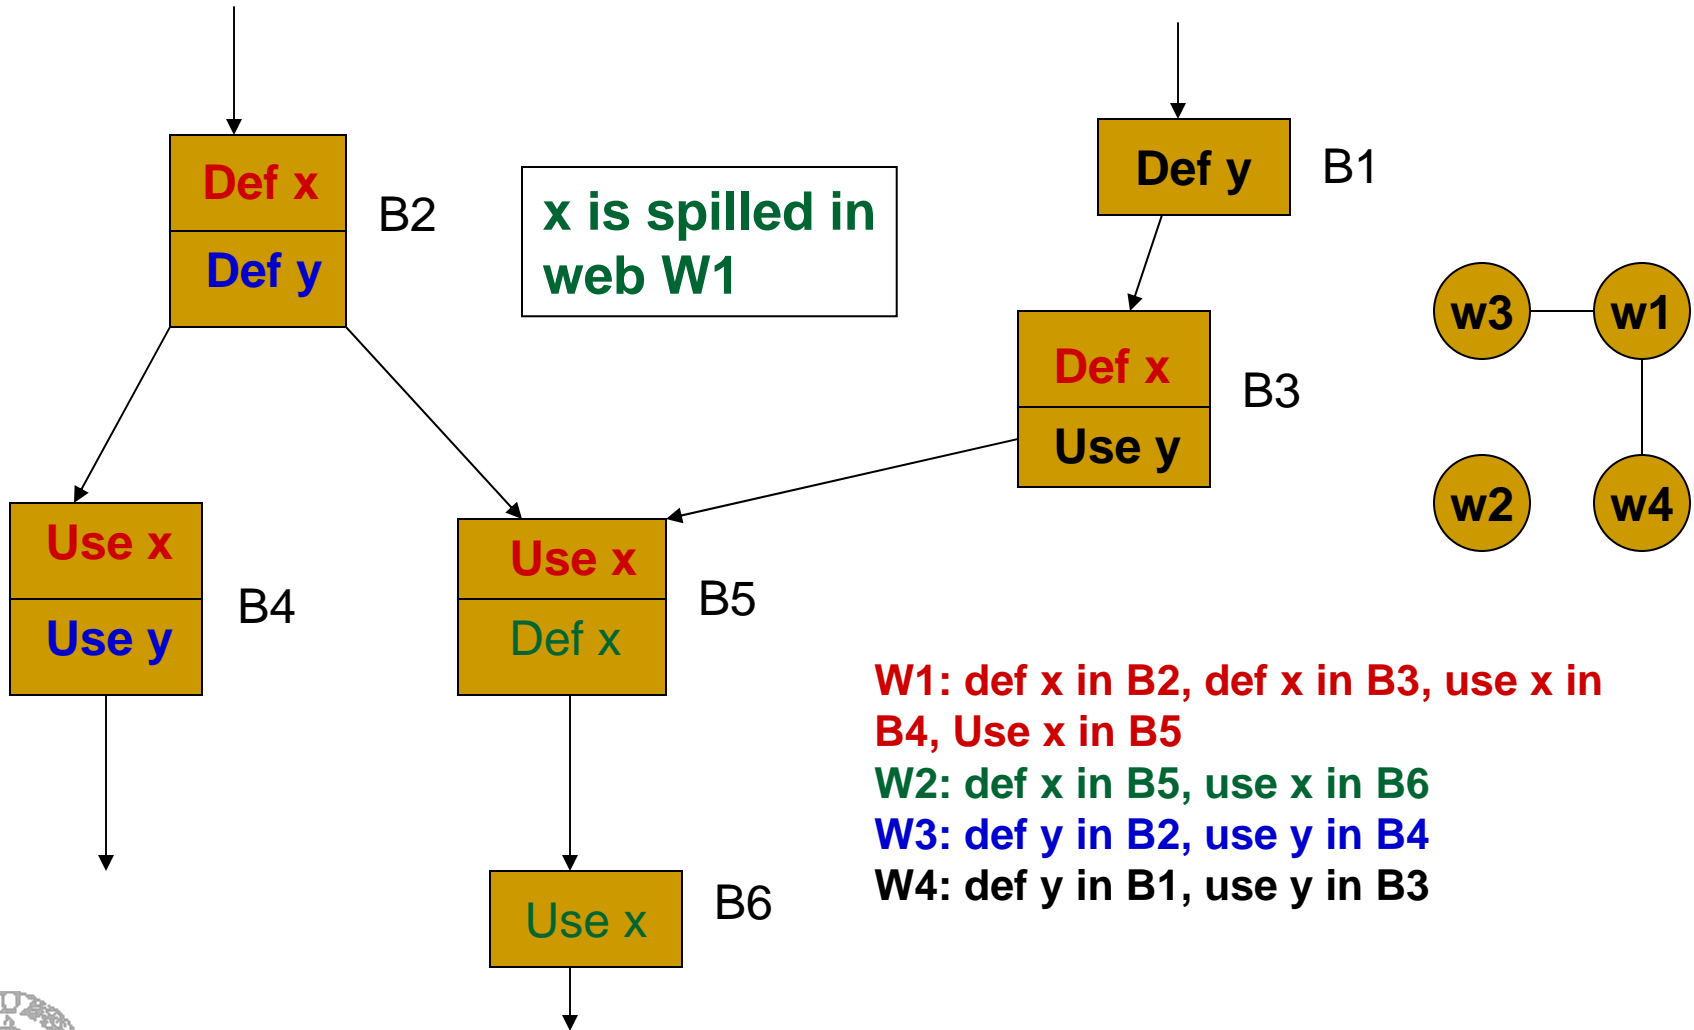 Def x
Def y
B2
x is spilled in
web W1
Def y
B1
Def x
Use y
B3
w3
w1
w2
w4
Use x
Use y
B4
Use x
Def x
B5
Use x
B6
W1: def x in B2, def x in B3, use x in
B4, Use x in B5
W2: def x in B5, use x in B6
W3: def y in B2, use y in B4
W4: def y in B1, use y in B3